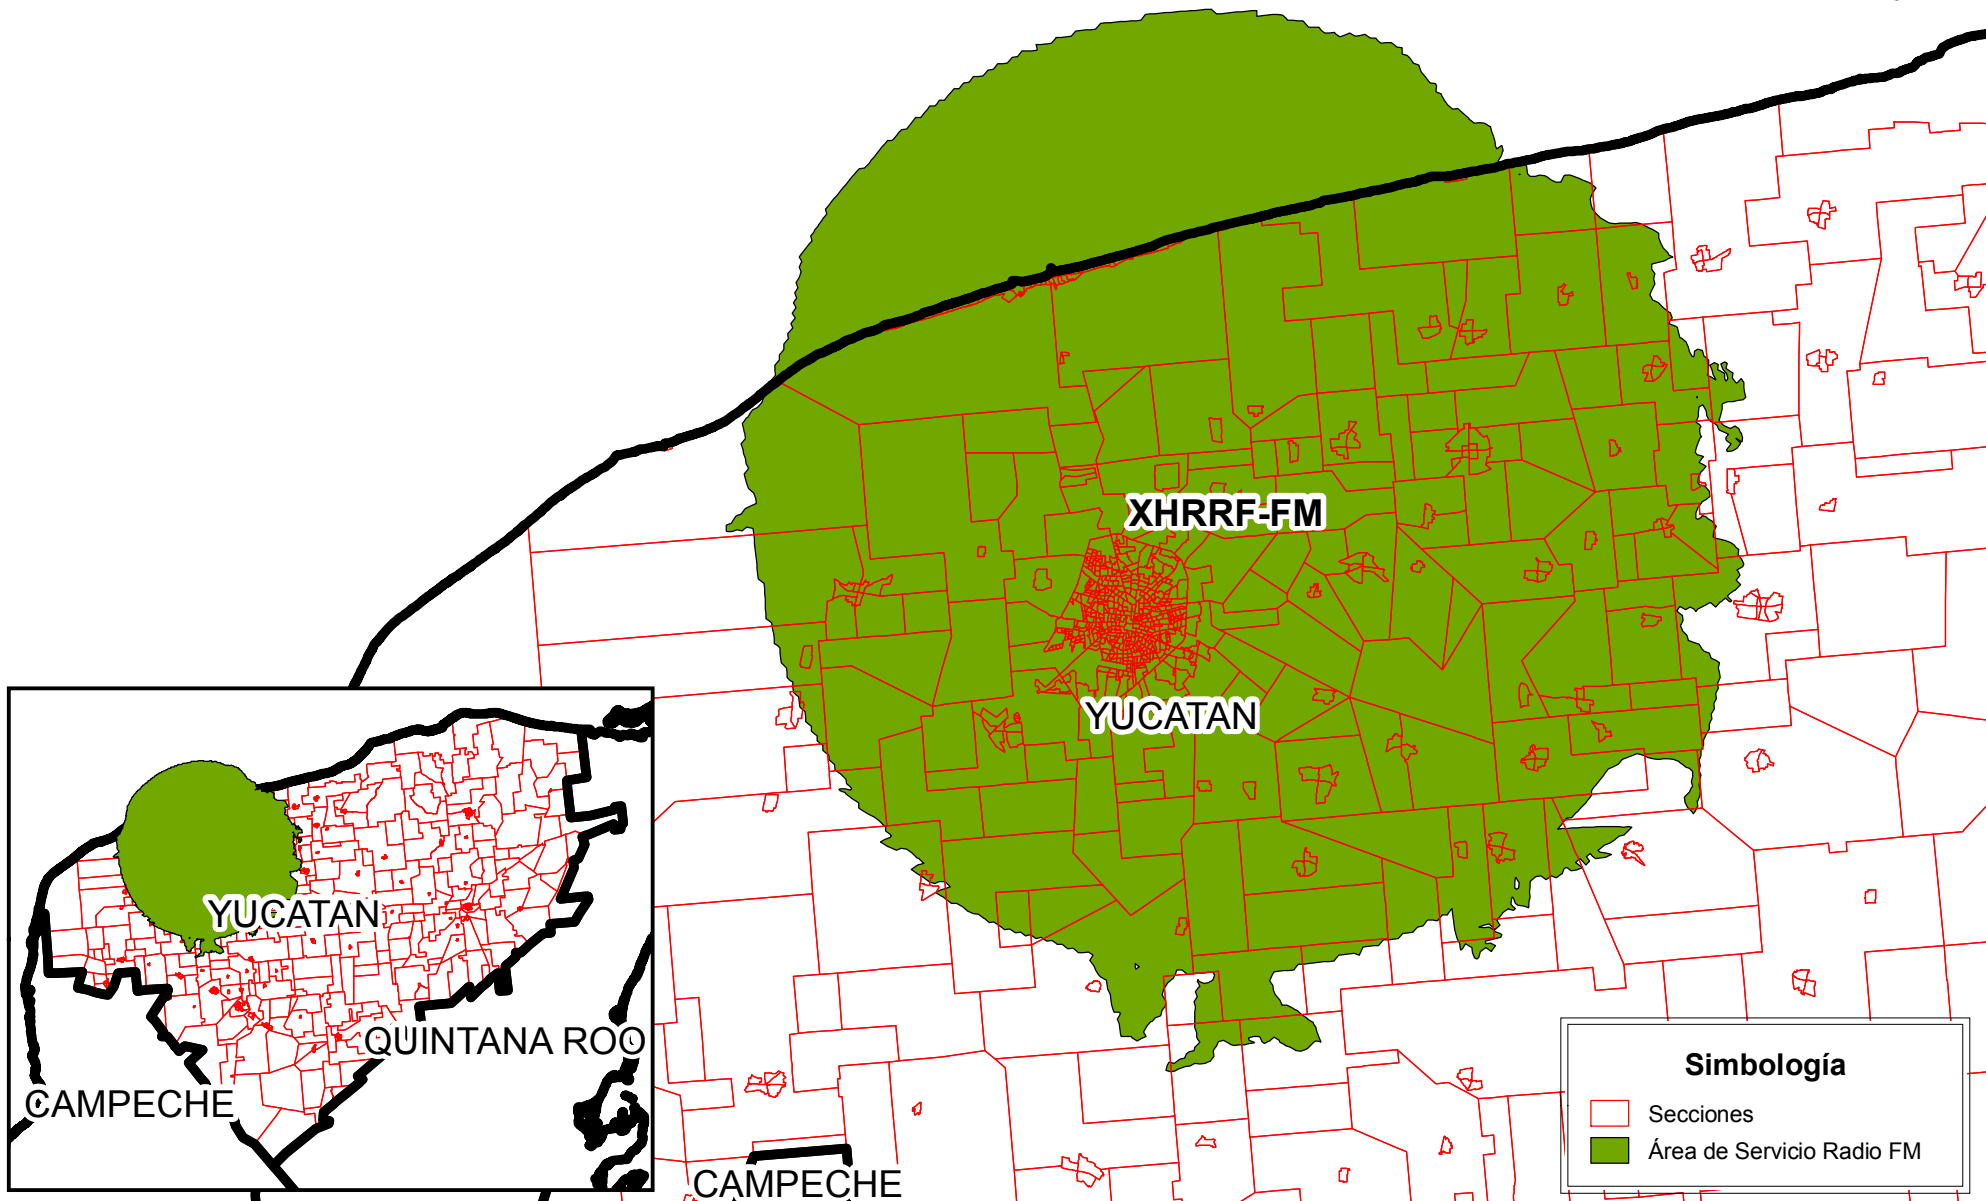 XHRRF-FM
YUCATAN
YUCATAN
QUINTANA ROO
CAMPECHE
CAMPECHE
Simbología
Secciones
Área de Servicio Radio FM